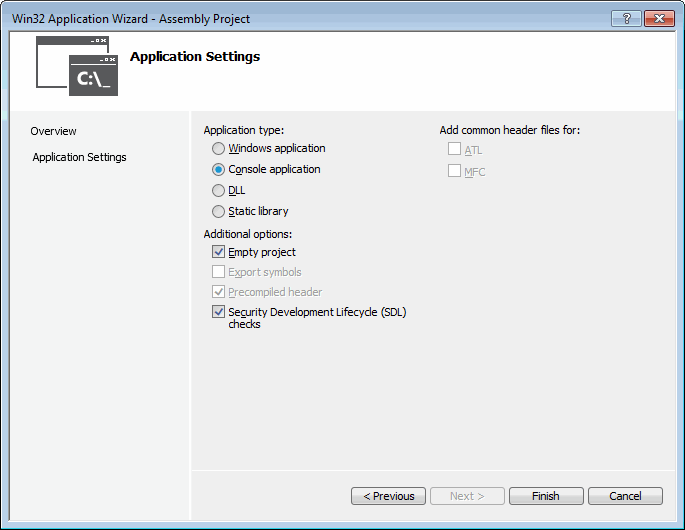 Win32 Application Wizard - Assembly Project
?
C:\_
Application Settings
Overview
Application Settings
Application type:
Windows application
Console application
DLL
Static library
Additional options:
Empty project
Export symbols
Precompiled header
Security Development Lifecycle (SDL)
checks
Add common header files for:
ATL
MFC
< Previous
Next >
Finish
Cancel